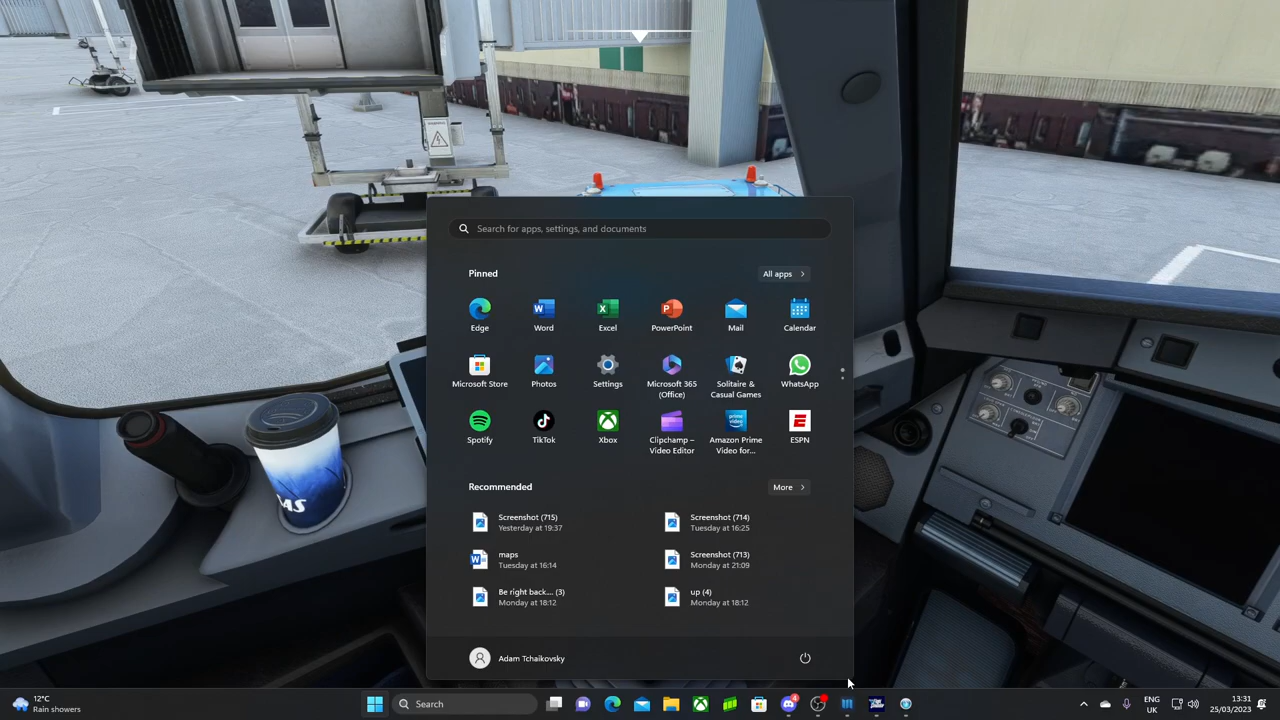 Search for apps, settings, and documents
Pinned
All apps
Edge
Word
Excel
PowerPoint
Mail
Calendar
Microsoft Store
Photos
Settings
Microsoft 365
(Office)
Solitaire &
Casual Games
WhatsApp
Spotify
TikTok
Xbox
Clipchamp –
Video Editor
Amazon Prime
Video for...
ESPN
Recommended
More
Screenshot (715)
Yesterday at 19:37
Screenshot (714)
Tuesday at 16:25
maps
Tuesday at 16:14
Screenshot (713)
Monday at 21:09
Be right back.... (3)
Monday at 18:12
up (4)
Monday at 18:12
Adam Tchaikovsky
12°C
Rain showers
Search
4
ENG
UK
13:31
25/03/2023